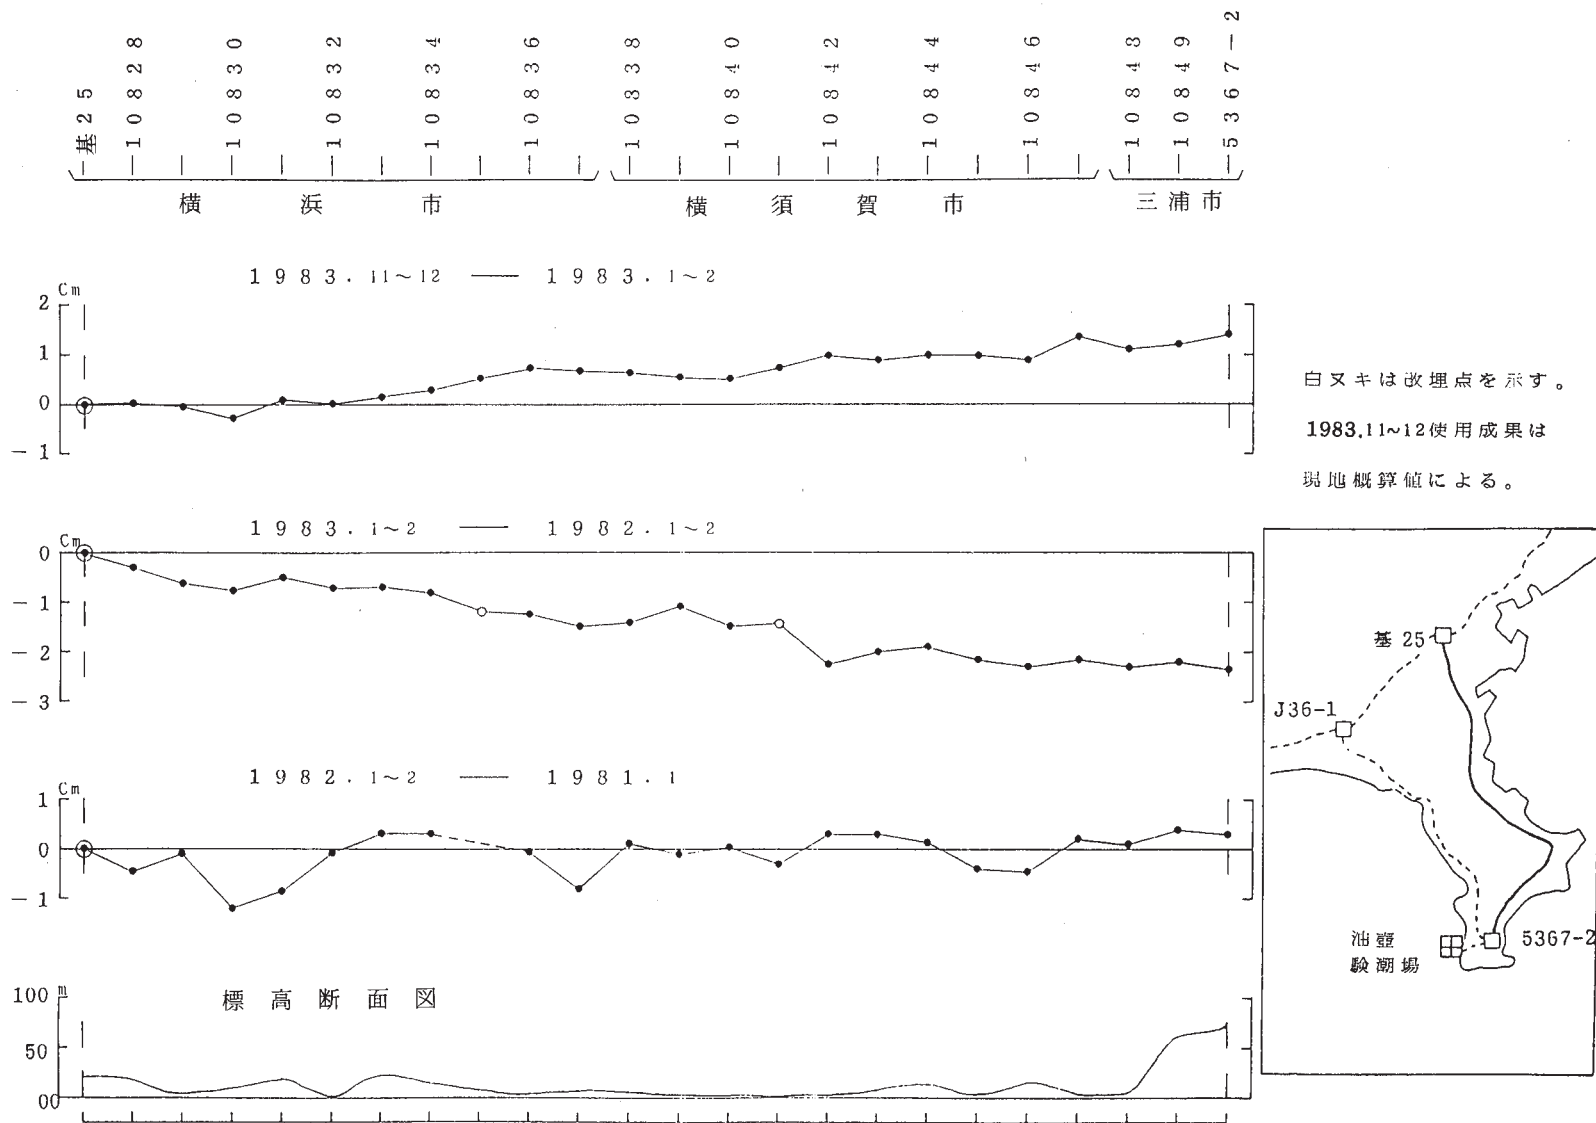 基25
10828
10830
10832
10834
10836
10838
10840
10842
10844
10846
10848
10849
5367-2
横浜市
横須賀市
三浦市
1983.11~12 —— 1983.1~2
Cm
2
1
0
-1
1983.1~2 —— 1982.1~2
Cm
0
-1
-2
-3
1982.1~2 —— 1981.1
Cm
1
0
-1
標高断面図
100 m
50
00
白ヌキは改埋点を示す。
1983.11~12使用成果は
現地概算値による。
基25
J36-1
油壺
験潮場
5367-2